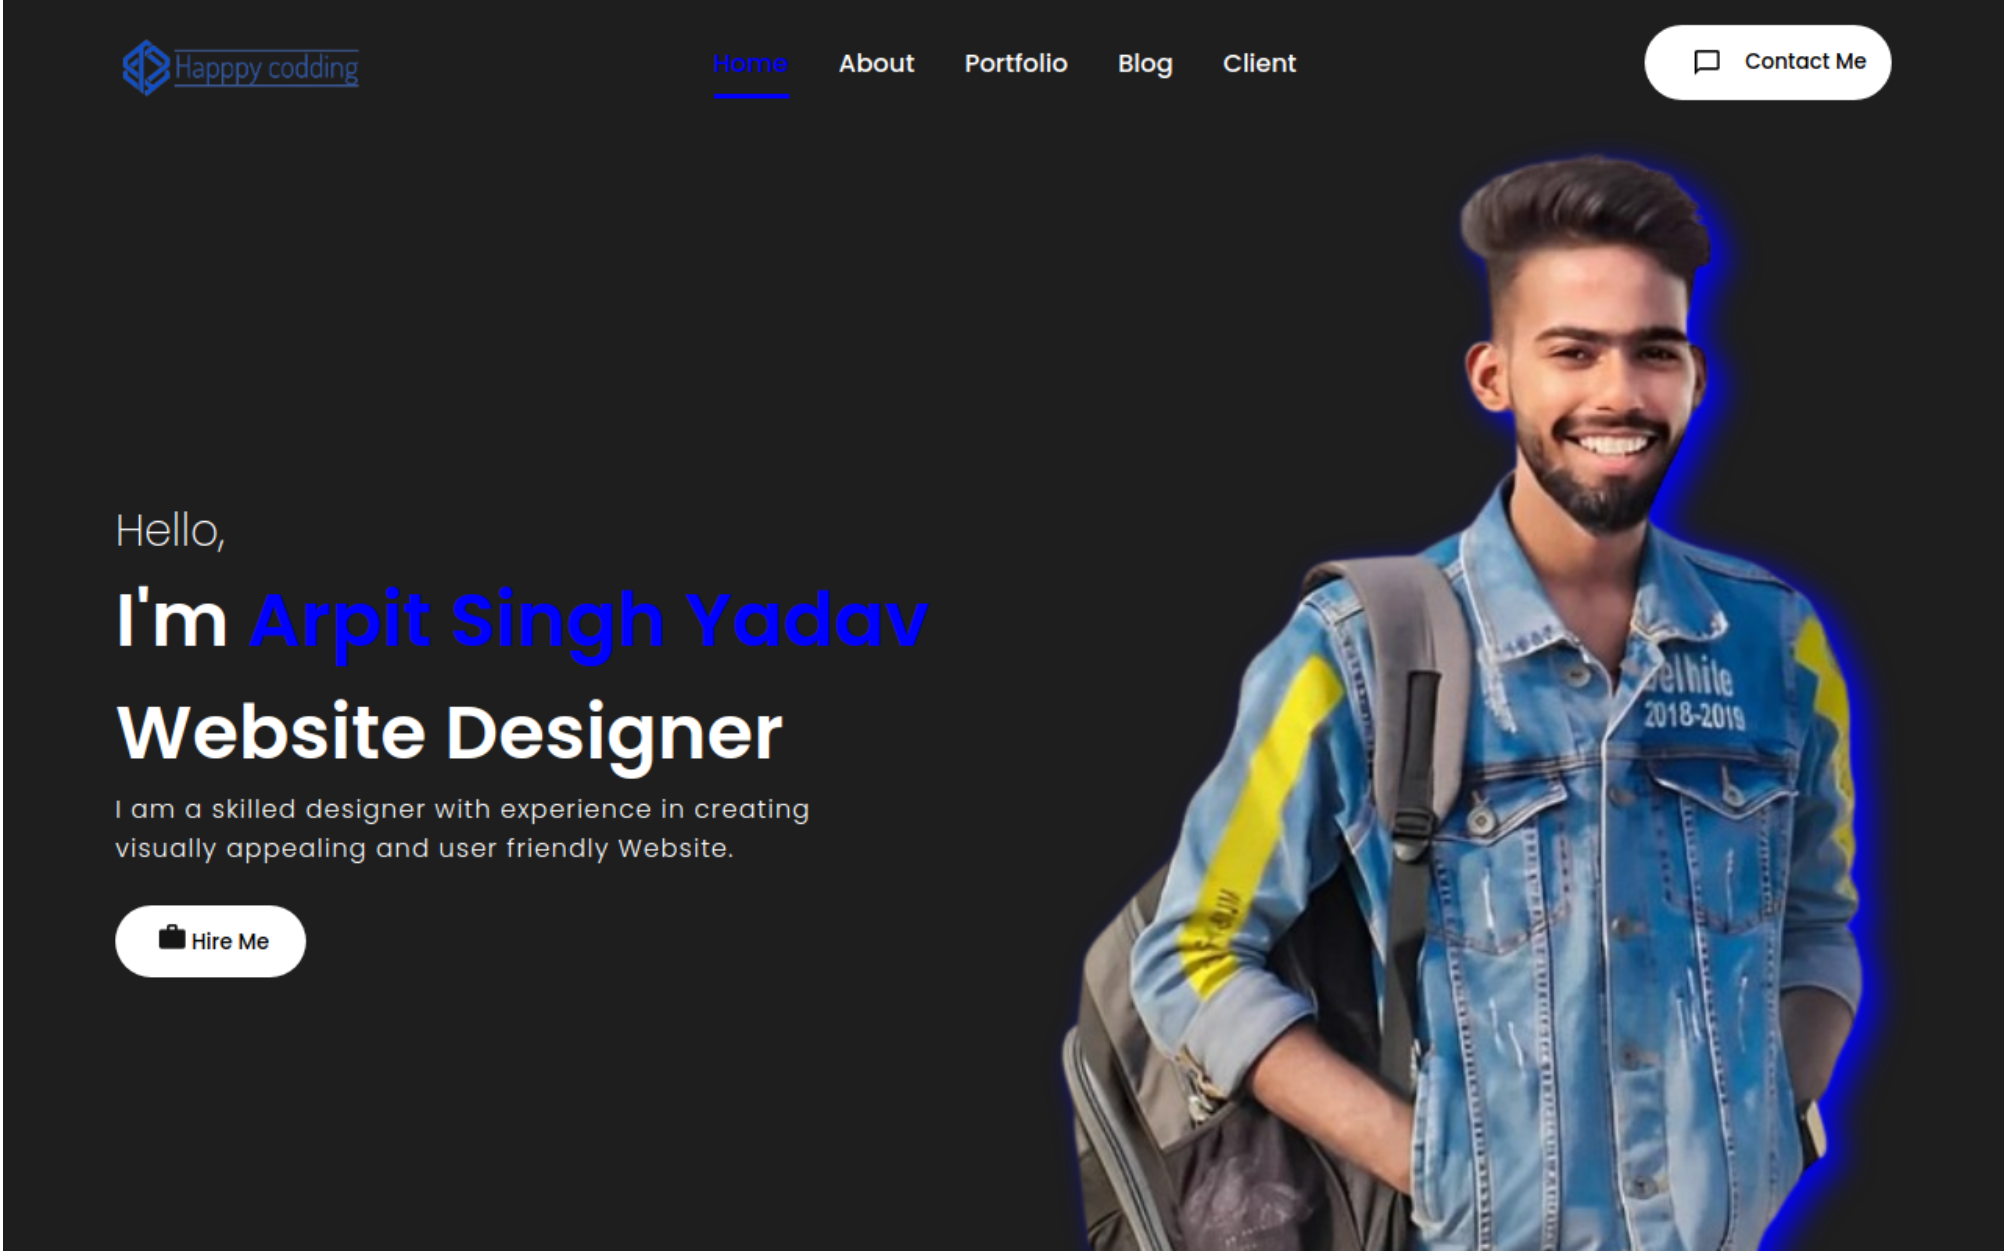 Happpy codding
Home
About
Portfolio
Blog
Client
Contact Me
Hello,
I'm Arpit Singh Yadav
Website Designer
I am a skilled designer with experience in creating
visually appealing and user friendly Website.
Hire Me
2018-2019